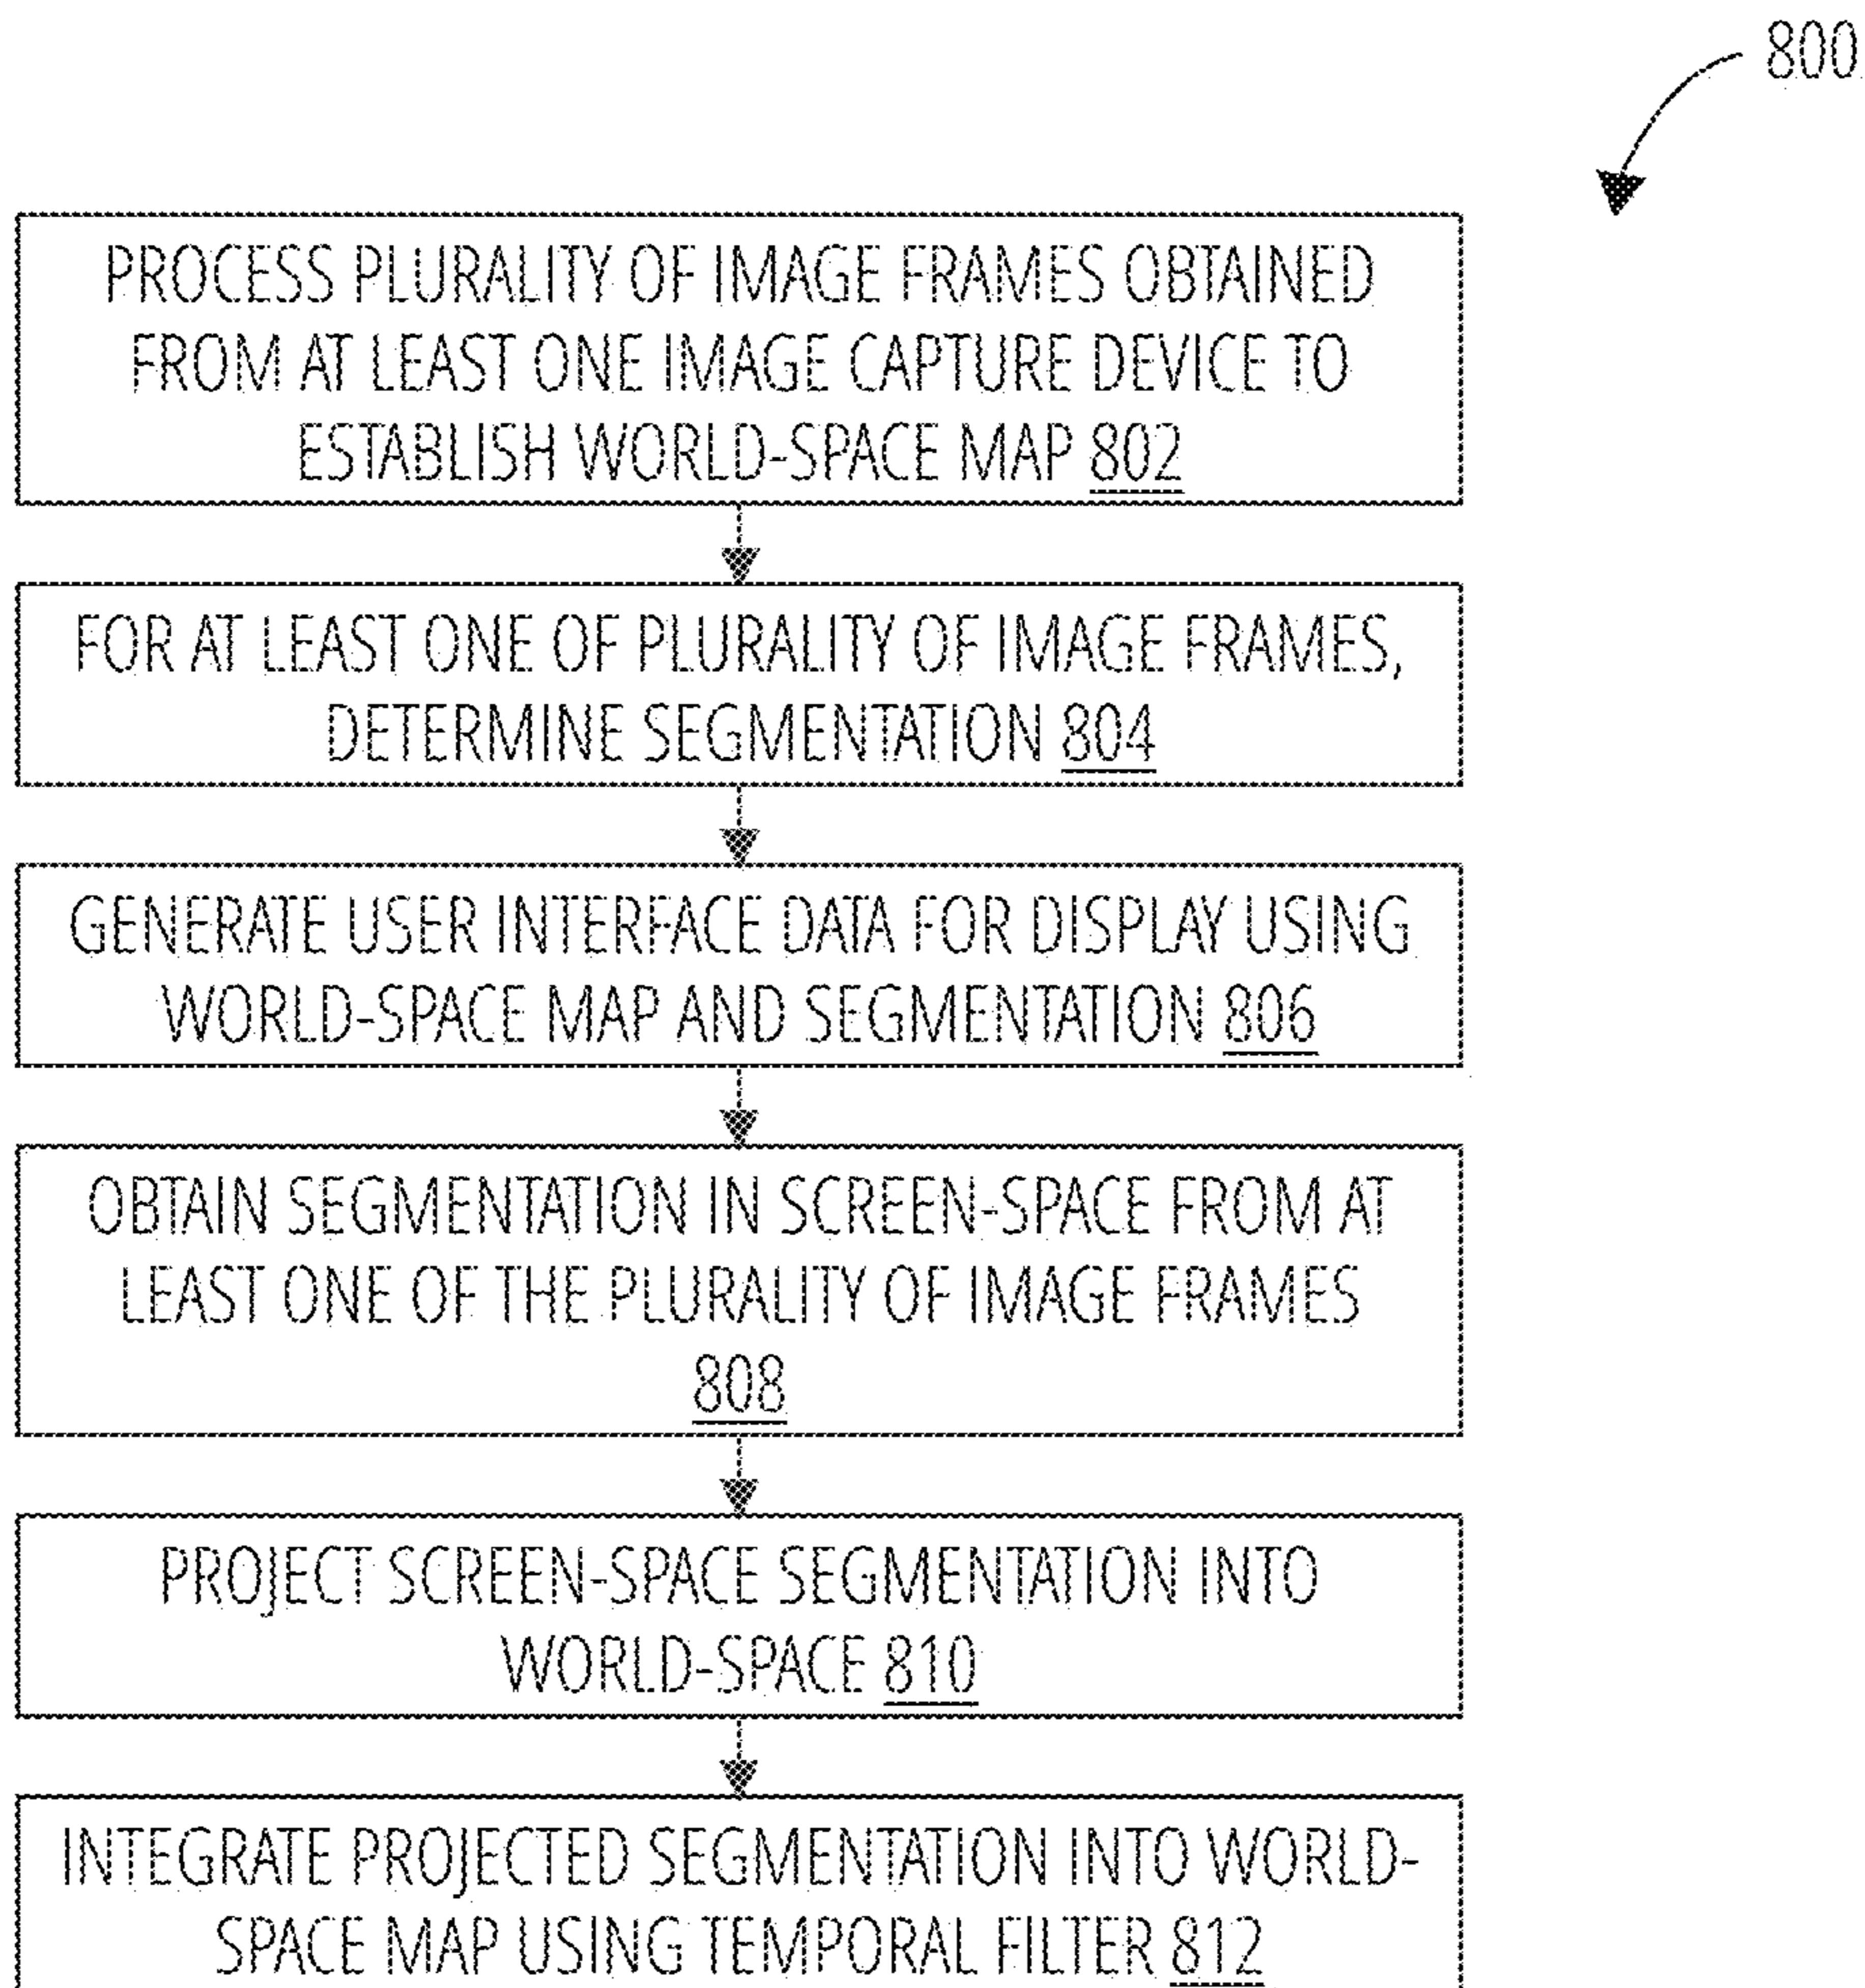 800
PROCESS PLURALITY OF IMAGE FRAMES OBTAINED
FROM AT LEAST ONE IMAGE CAPTURE DEVICE TO
ESTABLISH WORLD-SPACE MAP 802
FOR AT LEAST ONE OF PLURALITY OF IMAGE FRAMES,
DETERMINE SEGMENTATION 804
GENERATE USER INTERFACE DATA FOR DISPLAY USING
WORLD-SPACE MAP AND SEGMENTATION 806
OBTAIN SEGMENTATION IN SCREEN-SPACE FROM AT
LEAST ONE OF THE PLURALITY OF IMAGE FRAMES
808
PROJECT SCREEN-SPACE SEGMENTATION INTO
WORLD-SPACE 810
INTEGRATE PROJECTED SEGMENTATION INTO WORLD-
SPACE MAP USING TEMPORAL FILTER 812